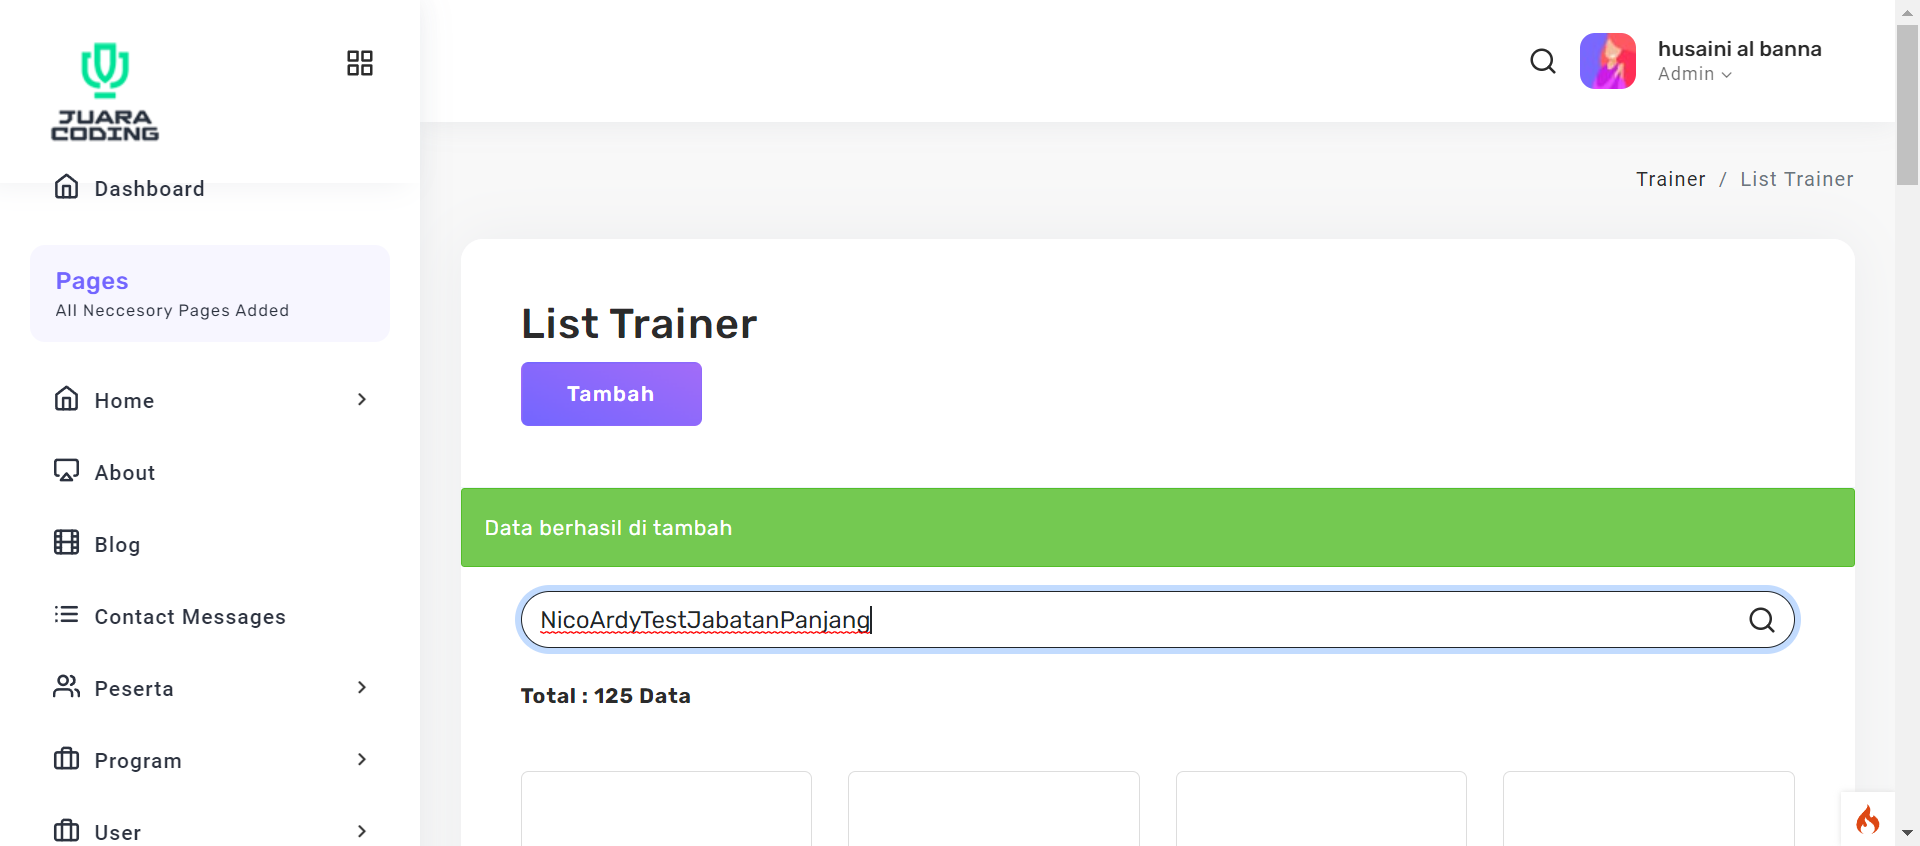 JUARA
CODING
husaini al banna
Admin
Dashboard
Trainer / List Trainer
Pages
All Neccesory Pages Added
List Trainer
Tambah
Home
About
Data berhasil di tambah
Blog
NicoArdyTestJabatanPanjang
Contact Messages
Total : 125 Data
Peserta
Program
User